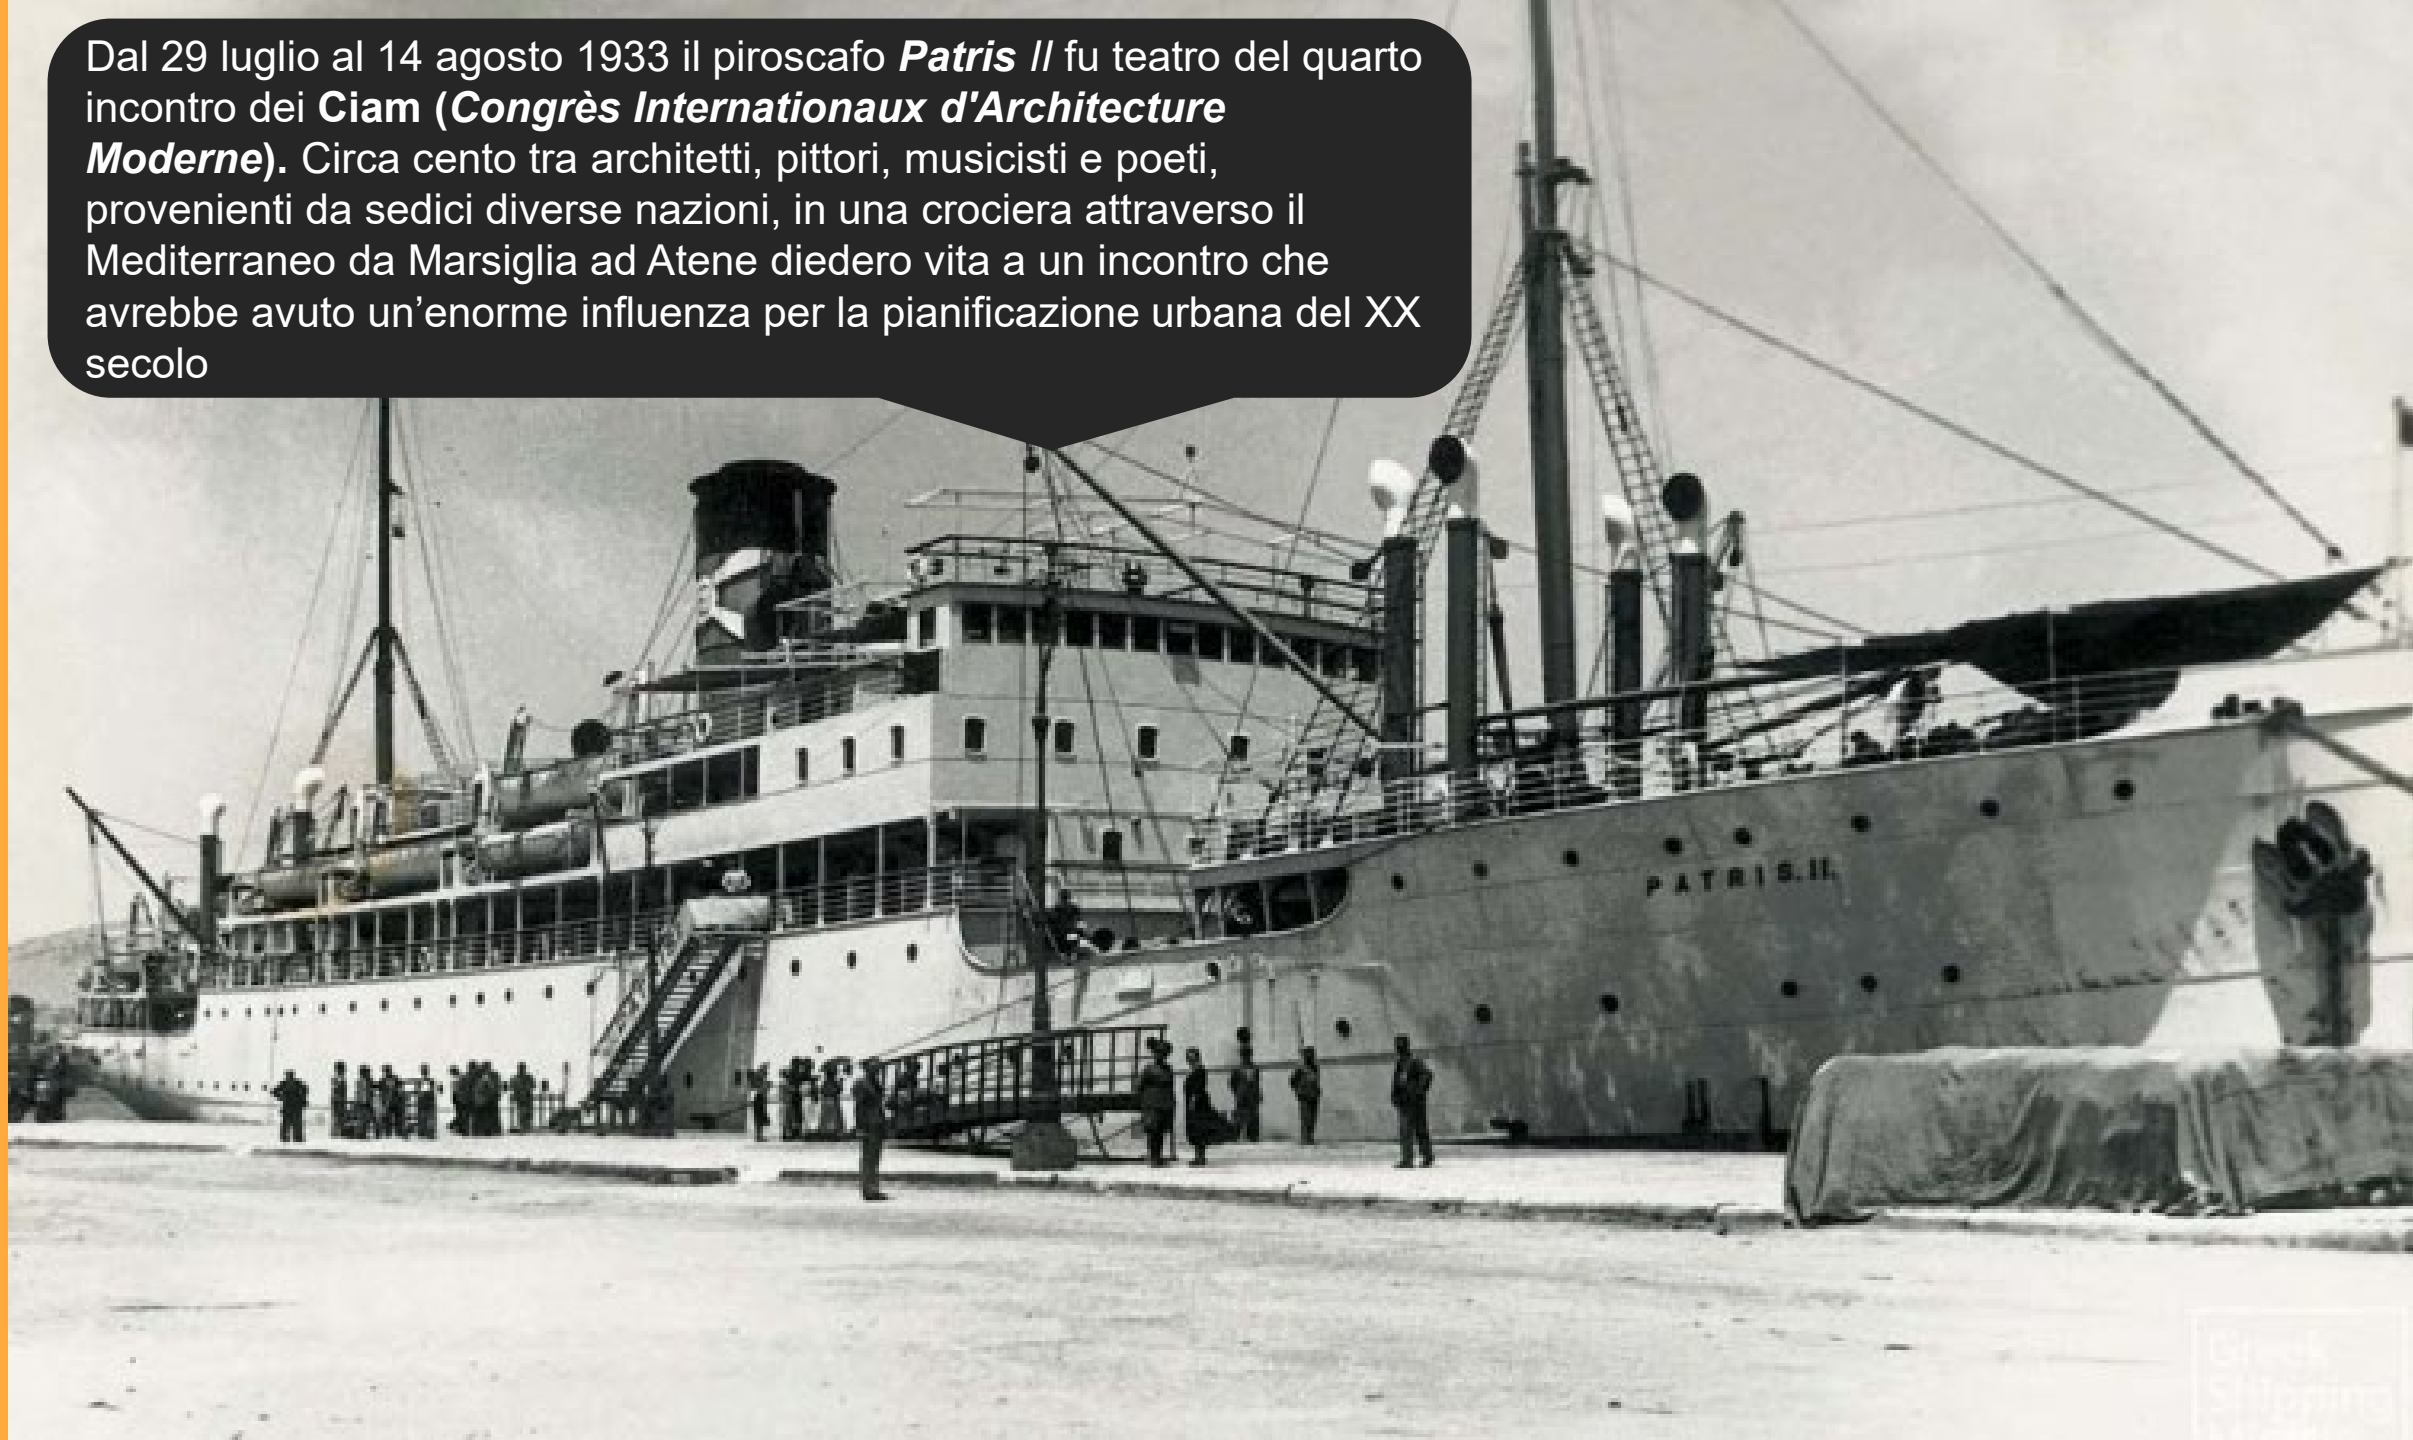 Dal 29 luglio al 14 agosto 1933 il piroscafo Patris II fu teatro del quarto
incontro dei Ciam (Congrès Internationaux d'Architecture
Moderne). Circa cento tra architetti, pittori, musicisti e poeti,
provenienti da sedici diverse nazioni, in una crociera attraverso il
Mediterraneo da Marsiglia ad Atene diedero vita a un incontro che
avrebbe avuto un’enorme influenza per la pianificazione urbana del XX
secolo
PATRIS. II.
Greek
Shipping